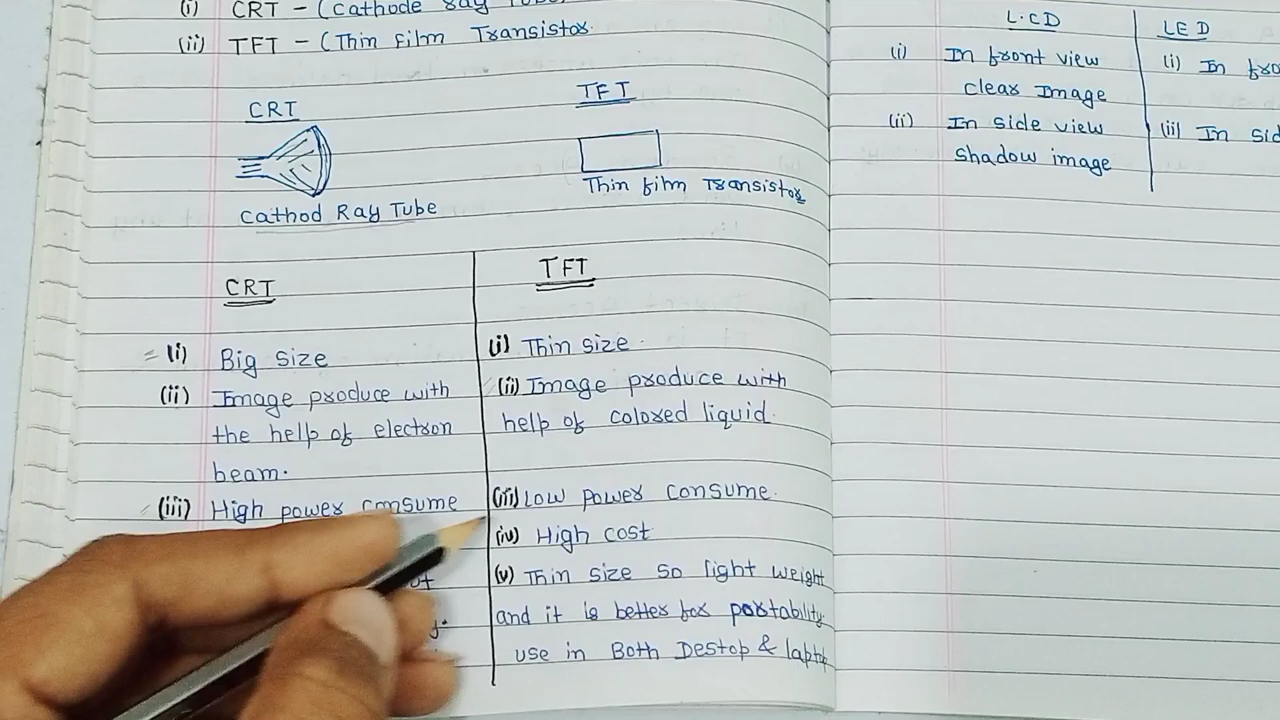 (i) CRT - (Cathode Ray Tube)
(ii) TFT - (Thin Film Transistor
CRT
TFT
Thin film Transistor
Cathod Ray Tube
CRT
(i) Big Size
(ii) Image produce with
the help of electron
beam.
(iii) High power consume
TFT
(i) Thin size.
(ii) Image produce with
help of colored liquid.
(iii) Low power consume.
(iv) High cost
(v) Thin size so light weight
and it is better for portability
use in Both Destop &
LCD
(i) In front view
clear Image
(ii) In side view
shadow image
LED
(i) In
(ii) In